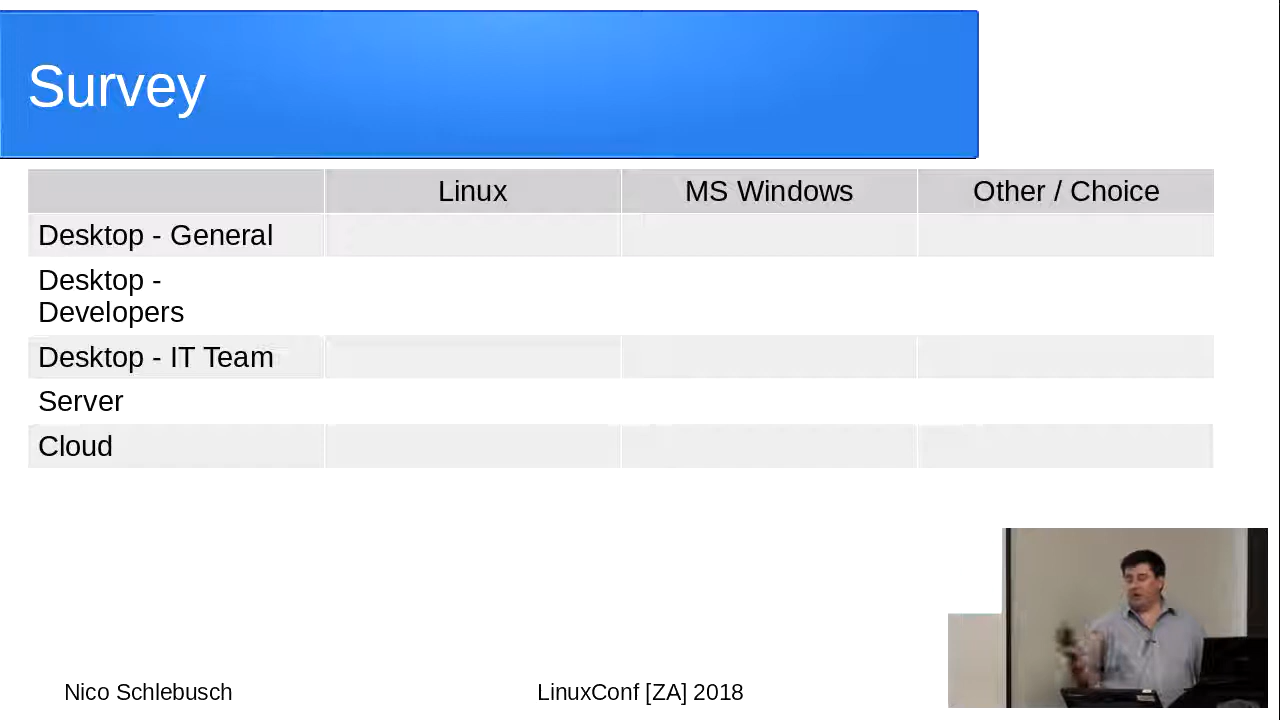 Survey
Linux MS Windows Other / Choice
Desktop - General
Desktop -
Developers
Desktop - IT Team
Server
Cloud
Nico Schlebusch LinuxConf [ZA] 2018